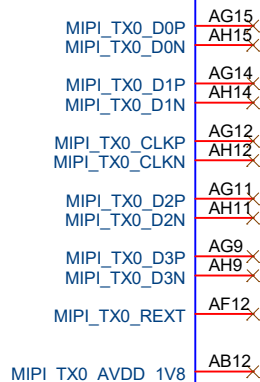 MIPI_TX0_D0P AG15
MIPI_TX0_D0N AH15
MIPI_TX0_D1P AG14
MIPI_TX0_D1N AH14
MIPI_TX0_CLKP AG12
MIPI_TX0_CLKN AH12
MIPI_TX0_D2P AG11
MIPI_TX0_D2N AH11
MIPI_TX0_D3P AG9
MIPI_TX0_D3N AH9
MIPI_TX0_REXT AF12
MIPI_TX0_AVDD_1V8 AB12